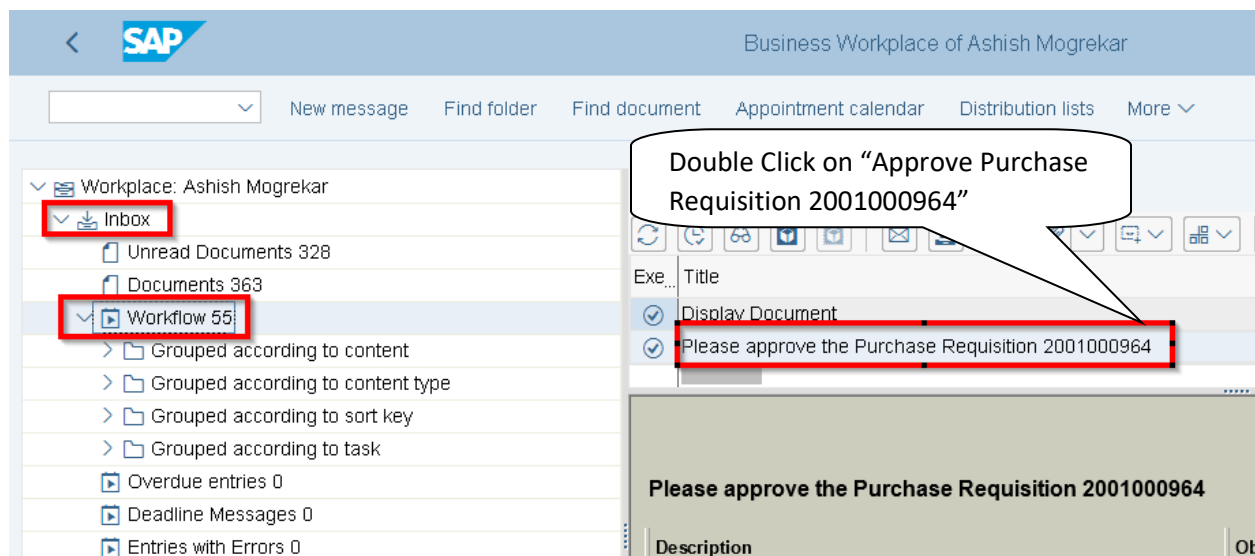 SAP
Business Workplace of Ashish Mogrekar
New message Find folder Find document Appointment calendar Distribution lists More
Double Click on “Approve Purchase
Requisition 2001000964”
Workplace: Ashish Mogrekar
Inbox
Unread Documents 328
Documents 363
Workflow 55
Grouped according to content
Grouped according to content type
Grouped according to sort key
Grouped according to task
Overdue entries 0
Deadline Messages 0
Entries with Errors 0
Exe... Title
Display Document
Please approve the Purchase Requisition 2001000964
Please approve the Purchase Requisition 2001000964
Description